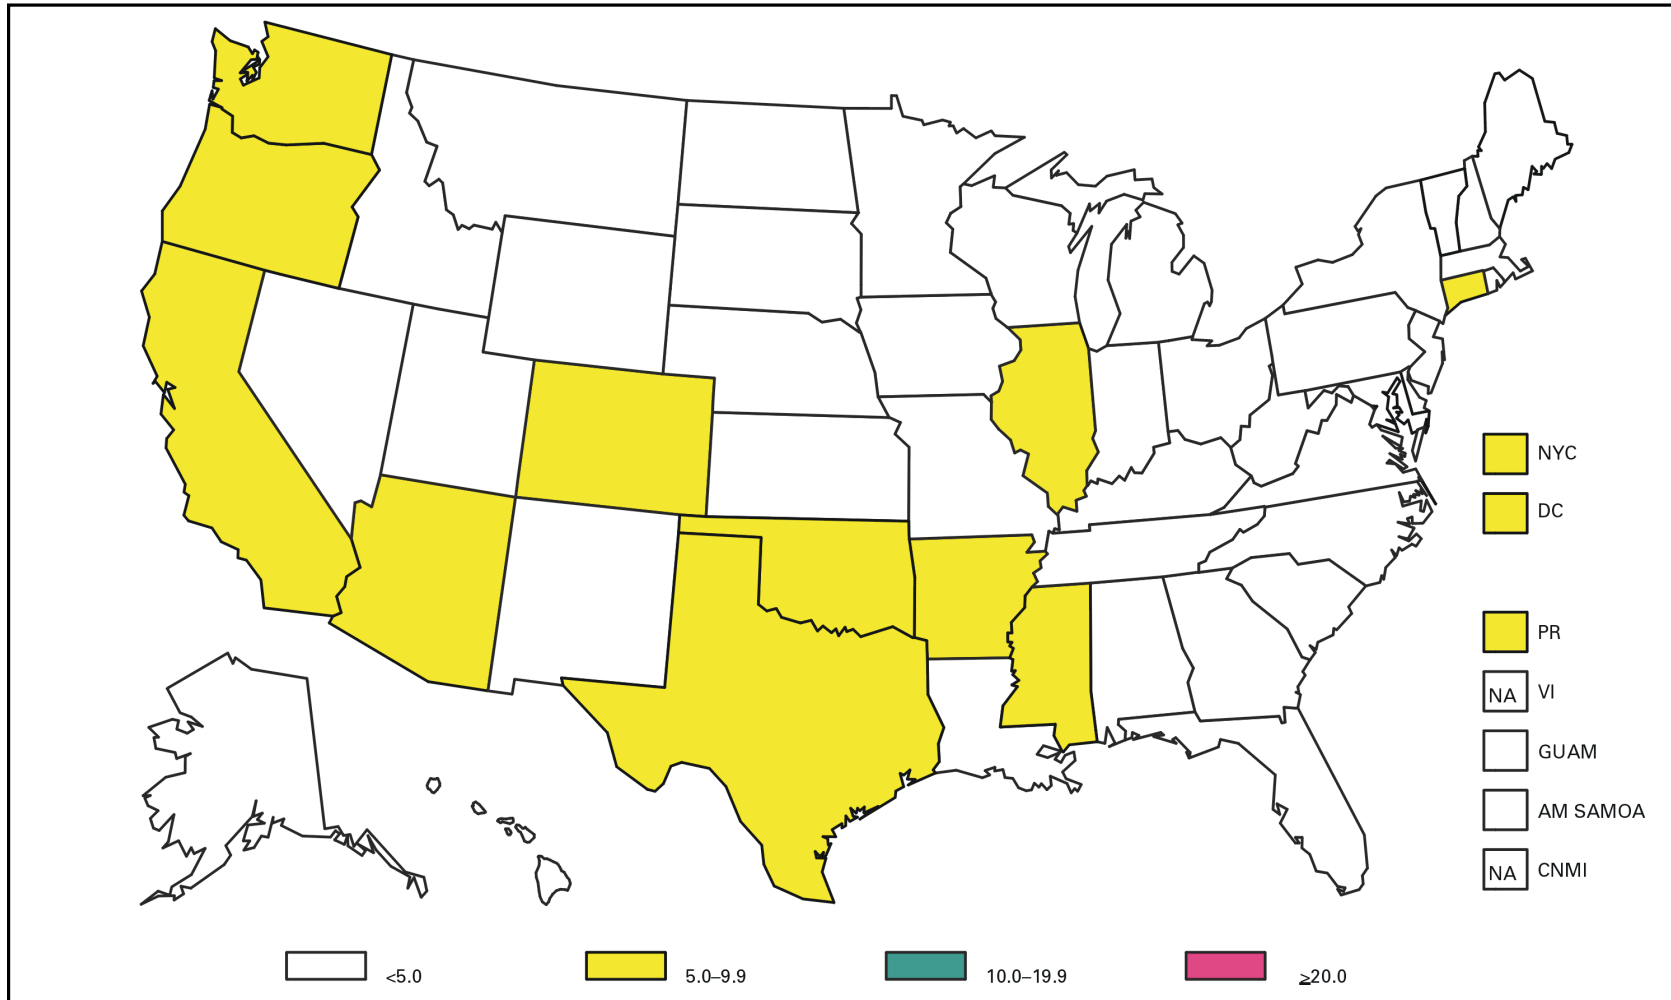 NYC
DC
PR
NA VI
GUAM
AM SAMOA
NA CNMI
<5.0 5.0–9.9 10.0–19.9 ≥20.0